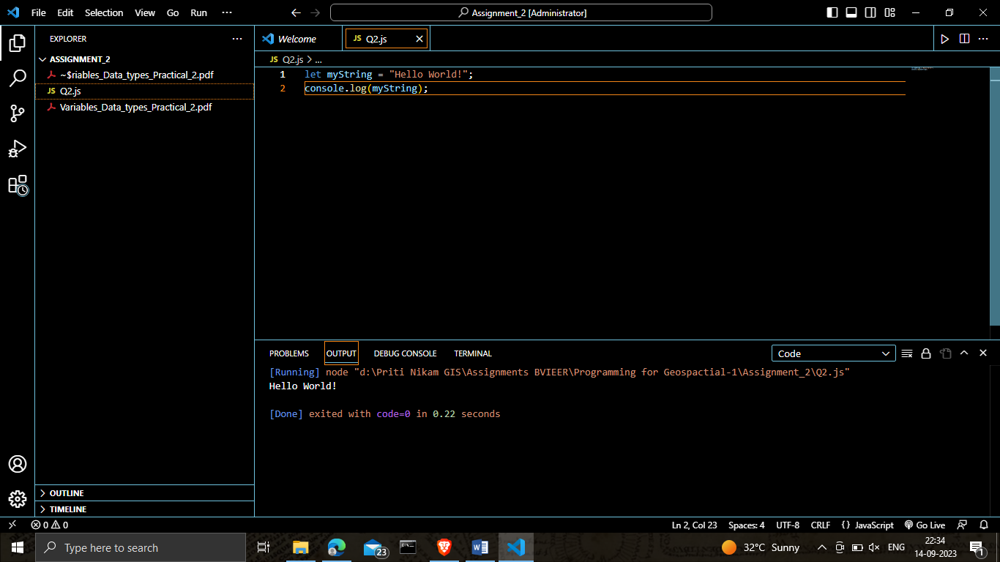 File Edit Selection View Go Run ···
Assignment_2 [Administrator]
EXPLORER
ASSIGNMENT_2
~$riables_Data_types_Practical_2.pdf
JS Q2.js
Variables_Data_types_Practical_2.pdf
OUTLINE
TIMELINE
Welcome
JS Q2.js
JS Q2.js > ...
1 let myString = "Hello World!";
2 console.log(myString);
PROBLEMS OUTPUT DEBUG CONSOLE TERMINAL
Code
[Running] node "d:\Priti Nikam GIS\Assignments BVIEER\Programming for Geospactial-1\Assignment_2\Q2.js"
Hello World!
[Done] exited with code=0 in 0.22 seconds
0 0
Ln 2, Col 23 Spaces: 4 UTF-8 CRLF {} JavaScript Go Live
Type here to search
23
32°C Sunny
ENG
22:34
14-09-2023
1